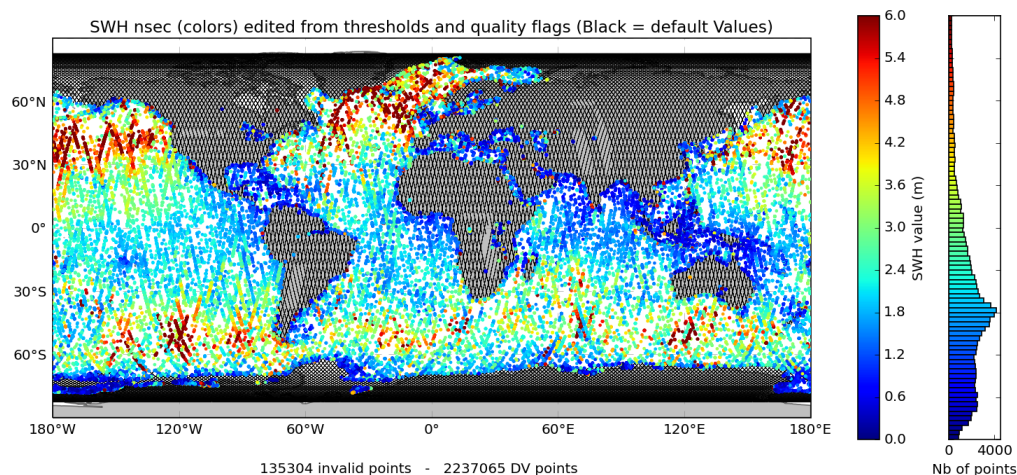 SWH nsec (colors) edited from thresholds and quality flags (Black = default Values)
60°N
30°N
0°
30°S
60°S
180°W 120°W 60°W 0° 60°E 120°E 180°E
135304 invalid points - 2237065 DV points
6.0
5.4
4.8
4.2
3.6
3.0
2.4
1.8
1.2
0.6
0.0
SWH value (m)
0 4000
Nb of points